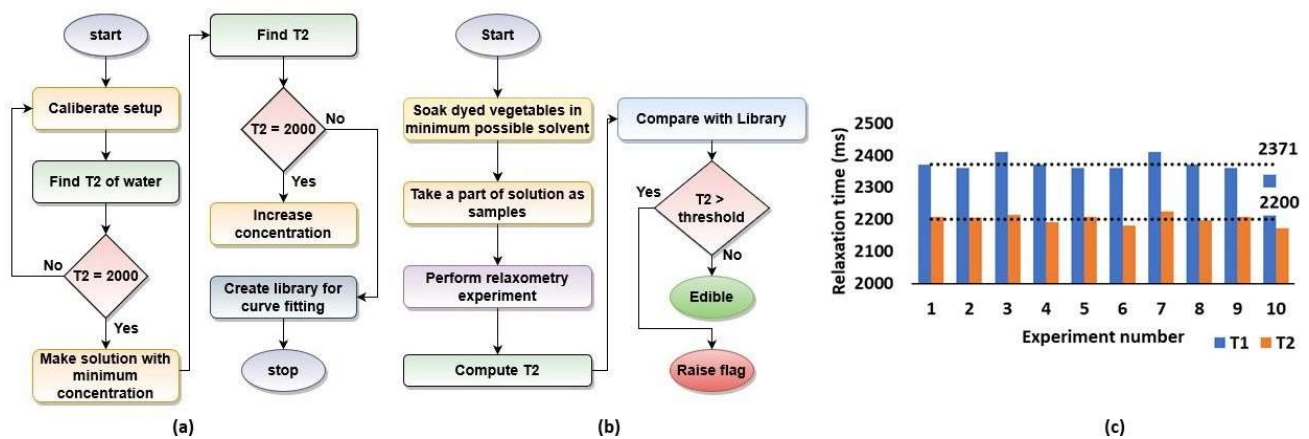 start
Caliberate setup
Find T2 of water
T2 = 2000
No
Yes
Make solution with
minimum
concentration
Find T2
T2 = 2000
No
Yes
Increase
concentration
Create library for
curve fitting
stop
(a)
Start
Soak dyed vegetables in
minimum possible solvent
Take a part of solution as
samples
Perform relaxometry
experiment
Compute T2
Compare with Library
Yes
T2 >
threshold
No
Edible
Raise flag
(b)
Relaxation time (ms)
2500
2400
2300
2200
2100
2000
2371
2200
1 2 3 4 5 6 7 8 9 10
Experiment number
T1 T2
(c)